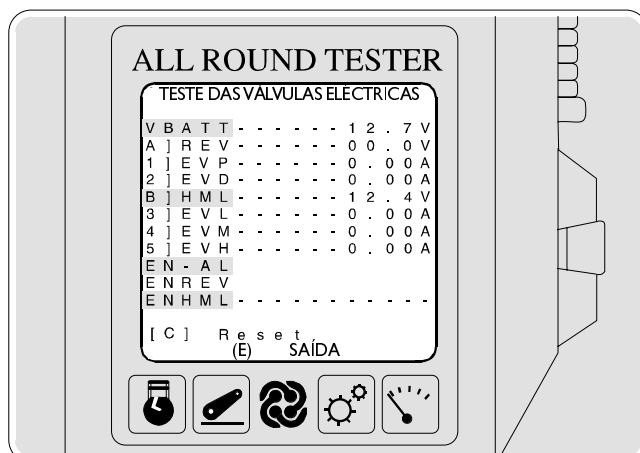 ALL ROUND TESTER
TESTE DAS VÁLVULAS ELÉCTRICAS
VBATT------12.7V
A]REV------00.0V
1]EVP------0.00A
2]EVD------0.00A
B]HML------12.4V
3]EVL------0.00A
4]EVM------0.00A
5]EVH------0.00A
EN-AL
ENREV
ENHML------------
[C] Reset
(E) SAÍDA